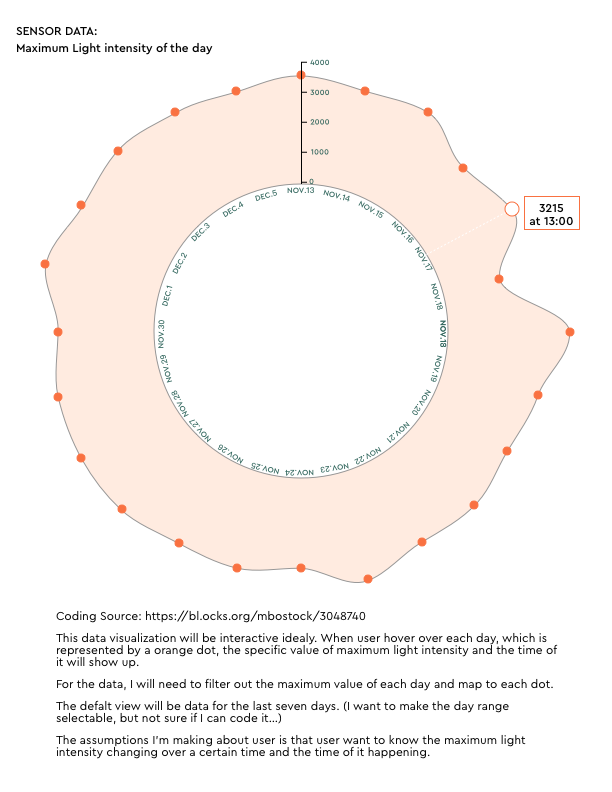 SENSOR DATA:
Maximum Light intensity of the day
4000
3000
2000
1000
0
NOV.13
NOV.14
NOV.15
NOV.16
NOV.17
NOV.18
NOV.18
NOV.19
NOV.20
NOV.21
NOV.22
NOV.23
NOV.24
NOV.25
NOV.26
NOV.27
NOV.28
NOV.29
NOV.30
DEC.1
DEC.2
DEC.3
DEC.4
DEC.5
3215
at 13:00
Coding Source: https://bl.ocks.org/mbostock/3048740
This data visualization will be interactive idealy. When user hover over each day, which is
represented by a orange dot, the specific value of maximum light intensity and the time of
it will show up.
For the data, I will need to filter out the maximum value of each day and map to each dot.
The defalt view will be data for the last seven days. (I want to make the day range
selectable, but not sure if I can code it...)
The assumptions I'm making about user is that user want to know the maximum light
intensity changing over a certain time and the time of it happening.